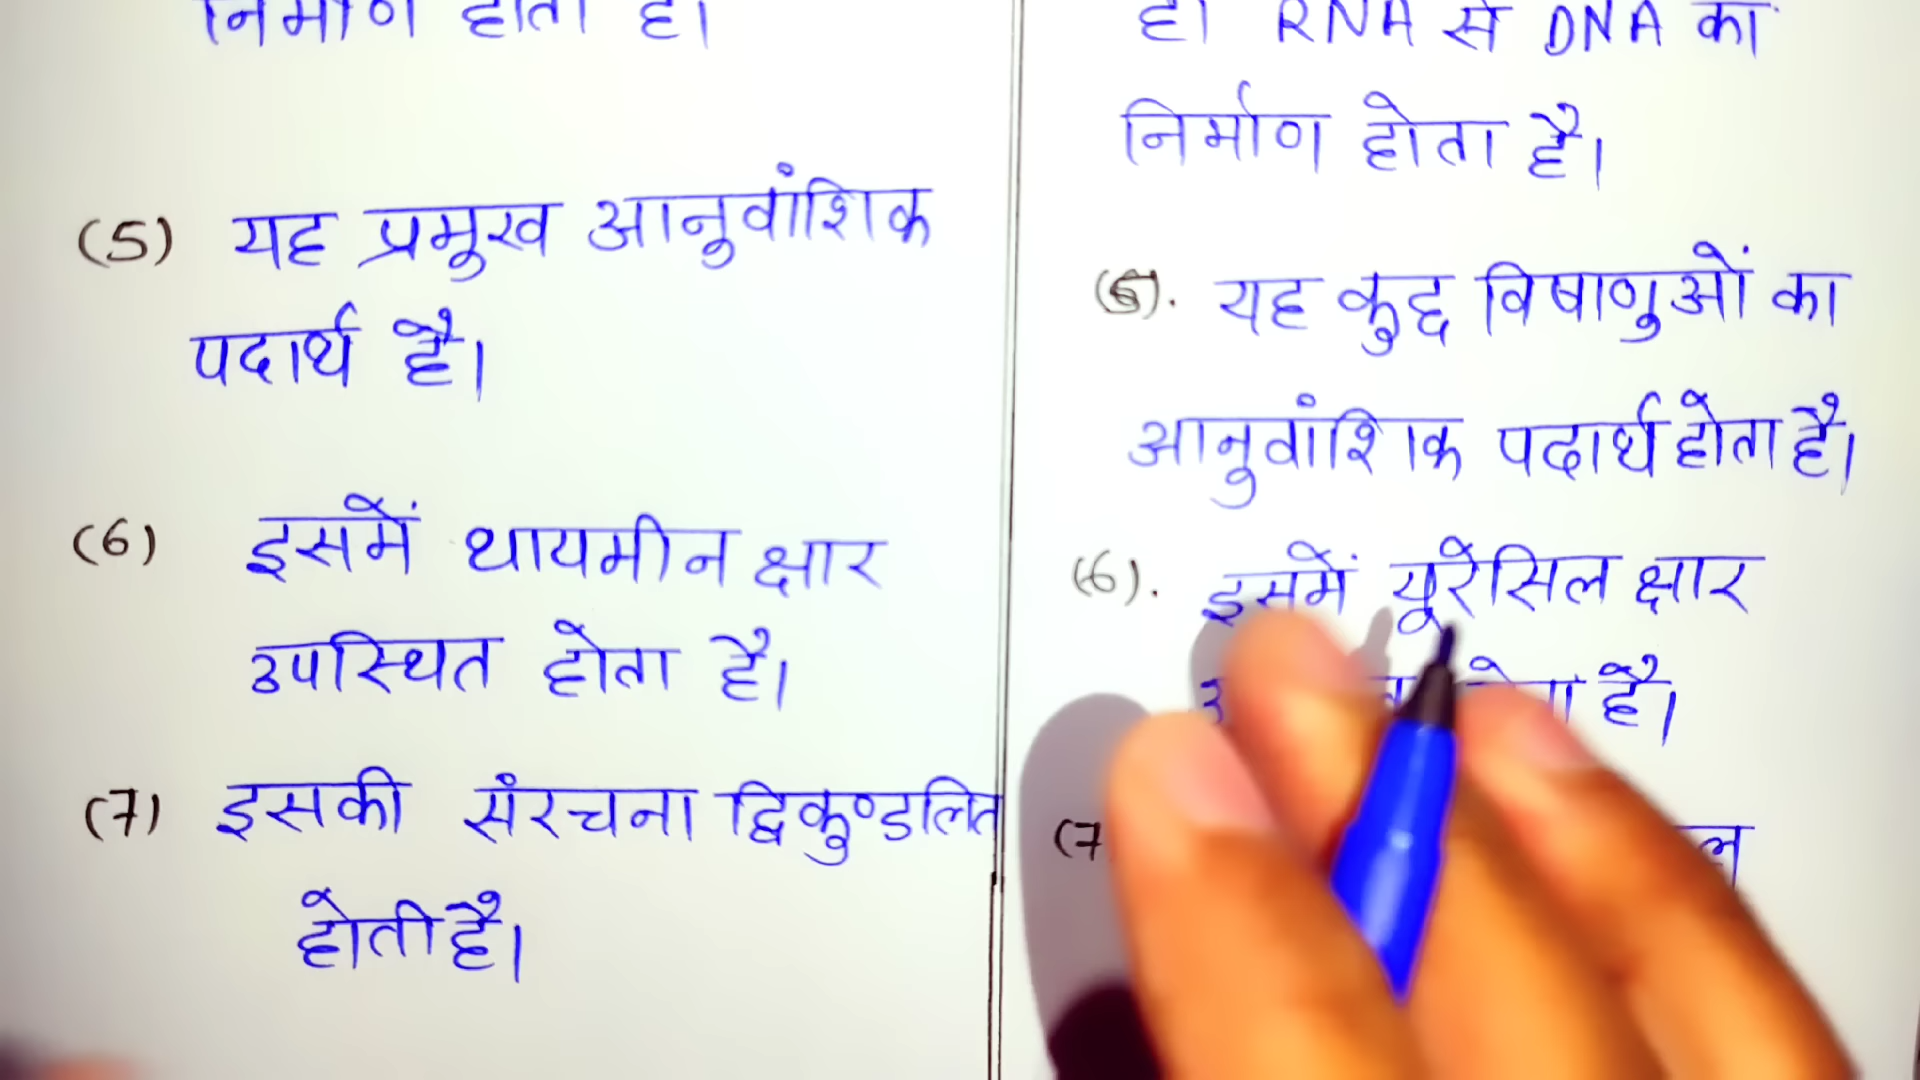 निर्माण होता है।
(5) यह प्रमुख आनुवांशिक
पदार्थ है।
(6) इसमें थायमीन क्षार
उपस्थित होता है।
(7) इसकी संरचना द्विकुण्डलित
होती है।
है। RNA से DNA का
निर्माण होता है।
(5). यह कुछ विषाणुओं का
आनुवांशिक पदार्थ होता है।
(6). इसमें यूरेसिल क्षार
है।
(7